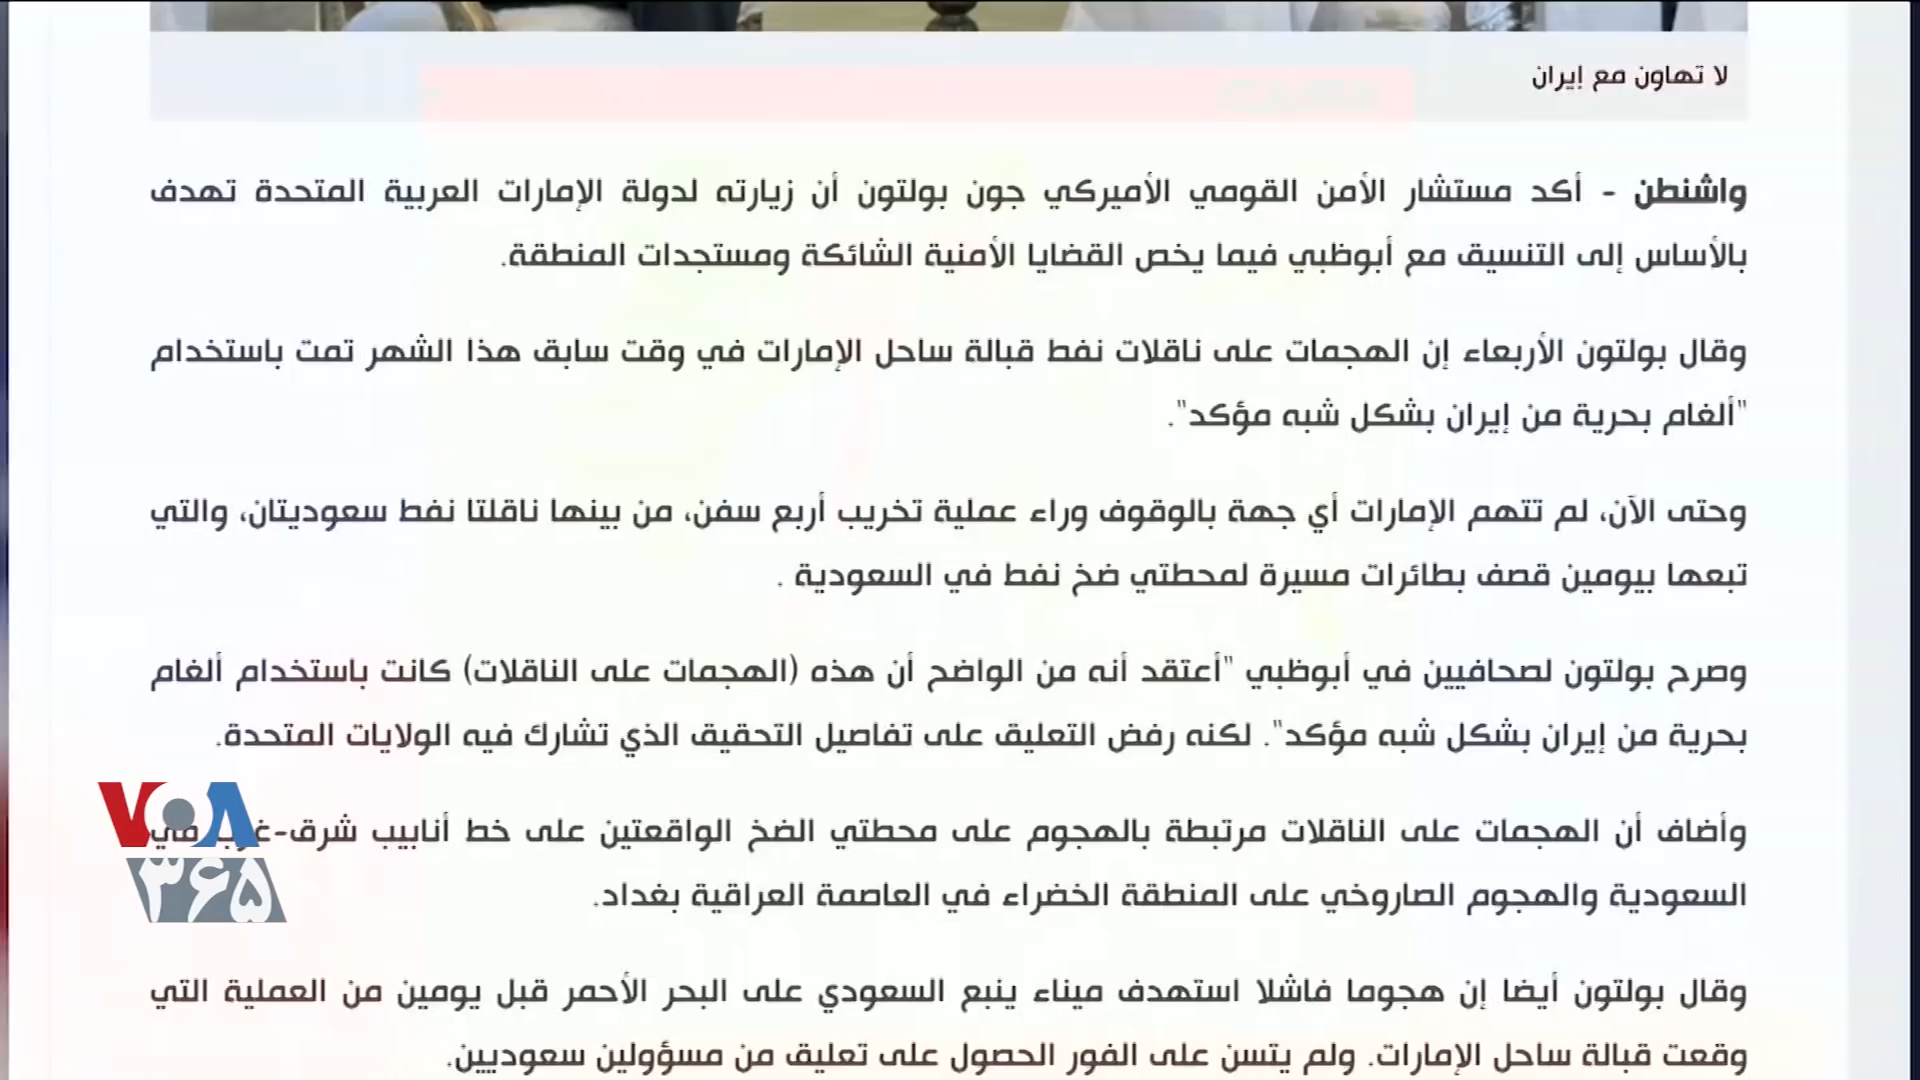 لا تهاون مع إيران
واشنطن - أكد مستشار الأمن القومي الأميركي جون بولتون أن زيارته لدولة الإمارات العربية المتحدة تهدف
بالأساس إلى التنسيق مع أبوظبي فيما يخص القضايا الأمنية الشائكة ومستجدات المنطقة.
وقال بولتون الأربعاء إن الهجمات على ناقلات نفط قبالة ساحل الإمارات في وقت سابق هذا الشهر تمت باستخدام
"ألغام بحرية من إيران بشكل شبه مؤكد".
وحتى الآن، لم تتهم الإمارات أي جهة بالوقوف وراء عملية تخريب أربع سفن، من بينها ناقلتا نفط سعوديتان، والتي
تبعها بيومين قصف بطائرات مسيرة لمحطتي ضخ نفط في السعودية .
وصرح بولتون لصحافيين في أبوظبي "أعتقد أنه من الواضح أن هذه (الهجمات على الناقلات) كانت باستخدام ألغام
بحرية من إيران بشكل شبه مؤكد". لكنه رفض التعليق على تفاصيل التحقيق الذي تشارك فيه الولايات المتحدة.
وأضاف أن الهجمات على الناقلات مرتبطة بالهجوم على محطتي الضخ الواقعتين على خط أنابيب شرق-غرب في
السعودية والهجوم الصاروخي على المنطقة الخضراء في العاصمة العراقية بغداد.
وقال بولتون أيضا إن هجوما فاشلا استهدف ميناء ينبع السعودي على البحر الأحمر قبل يومين من العملية التي
وقعت قبالة ساحل الإمارات. ولم يتسن على الفور الحصول على تعليق من مسؤولين سعوديين.
VOA
۳۶۵